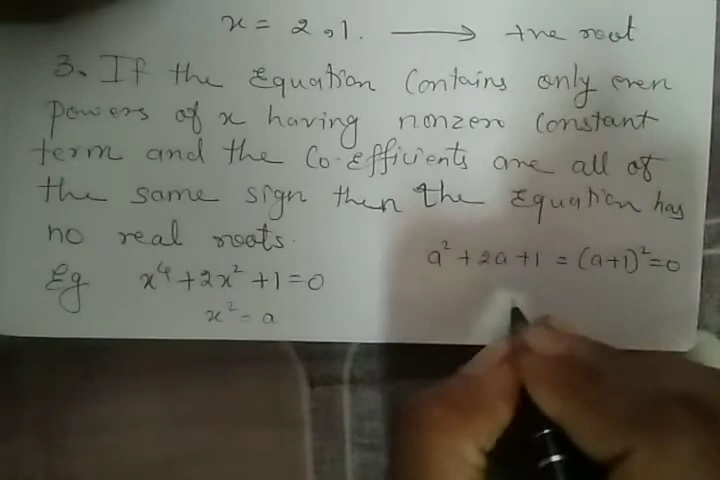 x = 2, 1. ⟶ +ve root
3. If the Equation Contains only even
powers of x having nonzero Constant
term and the Co-efficients are all of
the same sign then the Equation has
no real roots.
Eg x⁴ + 2x² + 1 = 0
x² = a
a² + 2a + 1 = (a+1)² = 0